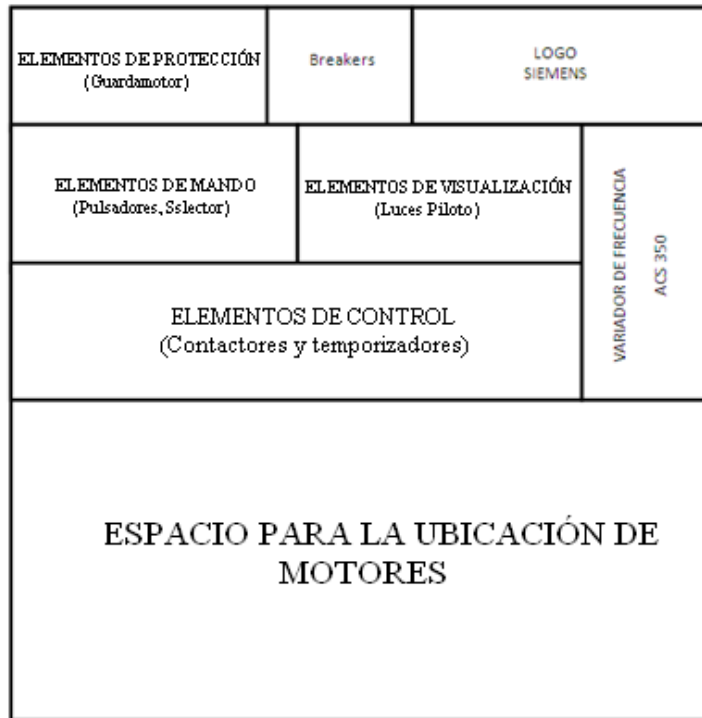 ELEMENTOS DE PROTECCIÓN
(Guardamotor)
Breakers
LOGO
SIEMENS
ELEMENTOS DE MANDO
(Pulsadores, Sslector)
ELEMENTOS DE VISUALIZACIÓN
(Luces Piloto)
VARIADOR DE FRECUENCIA
ACS 350
ELEMENTOS DE CONTROL
(Contactores y temporizadores)
ESPACIO PARA LA UBICACIÓN DE
MOTORES